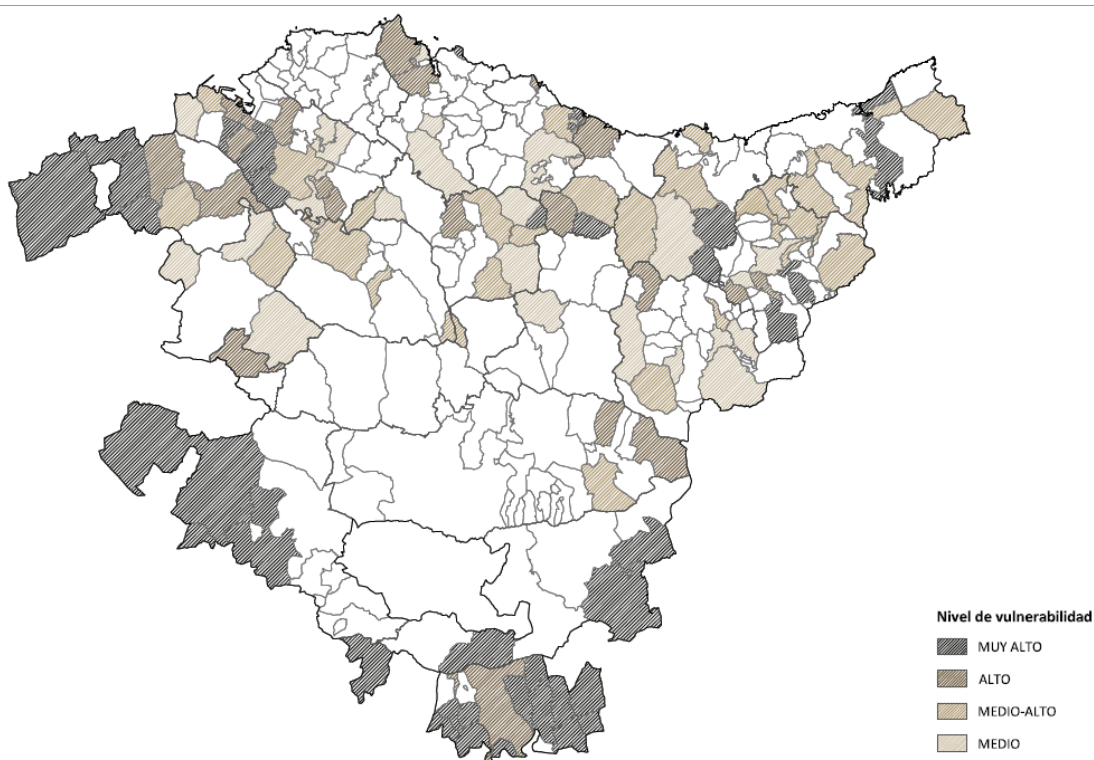 Nivel de vulnerabilidad
MUY ALTO
ALTO
MEDIO-ALTO
MEDIO